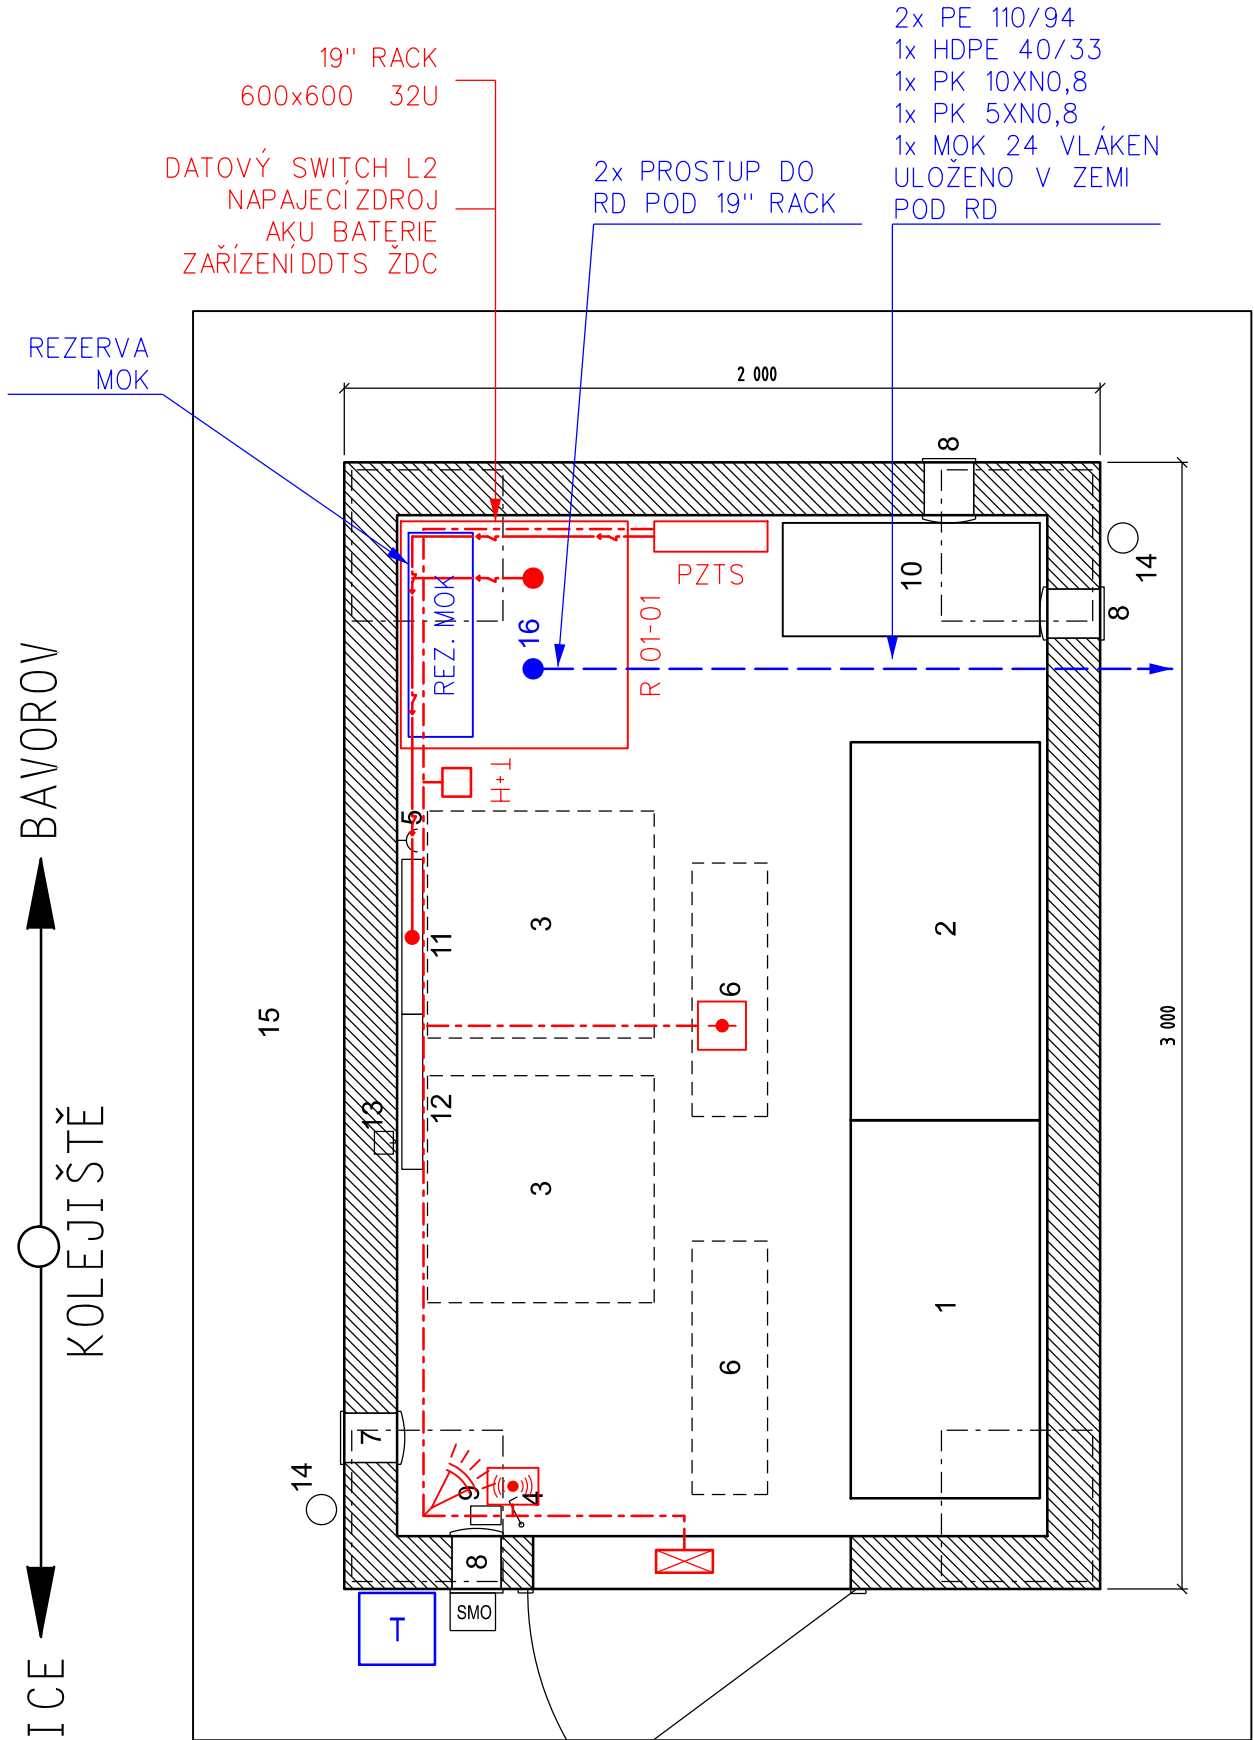 19" RACK
600x600 32U
DATOVÝ SWITCH L2
NAPAJECÍ ZDROJ
AKU BATERIE
ZAŘÍZENÍ DDTS ŽDC
2x PROSTUP DO
RD POD 19" RACK
2x PE 110/94
1x HDPE 40/33
1x PK 10XN0,8
1x PK 5XN0,8
1x MOK 24 VLÁKEN
ULOŽENO V ZEMI
POD RD
REZERVA
MOK
2 000
8
14
8
10
PZTS
R 01-01
REZ. MOK
16
BAVOROV
H+T
5
3
11
2
6
15
3 000
13
12
KOLEJIŠTĚ
3
1
6
7
14
9
4
8
SMO
T
ICE